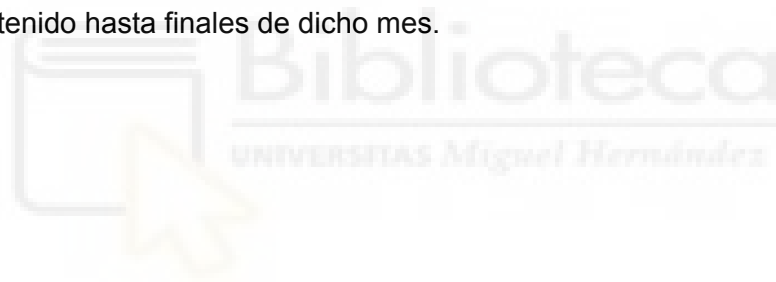 tenido hasta finales de dicho mes.
Biblioteca
UNIVERSITAS Miguel Hernández